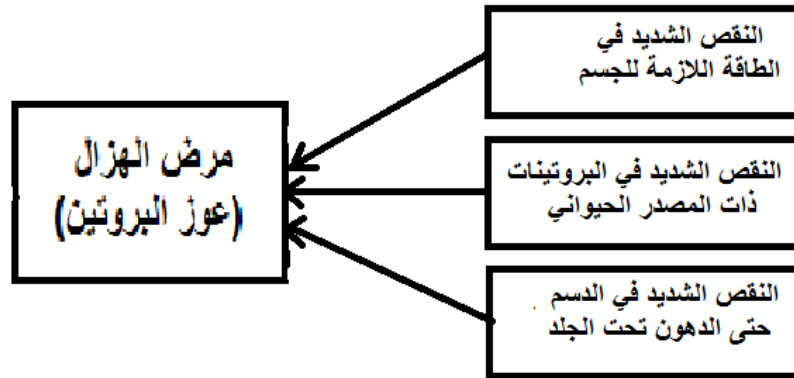 النقص الشديد في
الطاقة اللازمة للجسم
مرض الهزال
(عوز البروتين)
النقص الشديد في البروتينات
ذات المصدر الحيواني
النقص الشديد في الدسم
حتى الدهون تحت الجلد